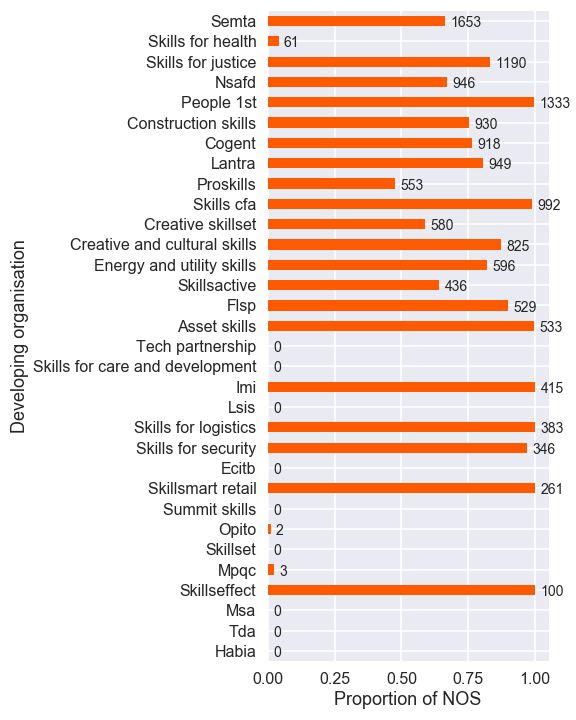 Semta 1653
Skills for health 61
Skills for justice 1190
Nsafd 946
People 1st 1333
Construction skills 930
Cogent 918
Lantra 949
Proskills 553
Skills cfa 992
Creative skillset 580
Creative and cultural skills 825
Energy and utility skills 596
Skillsactive 436
Flsp 529
Asset skills 533
Tech partnership 0
Skills for care and development 0
Imi 415
Lsis 0
Skills for logistics 383
Skills for security 346
Ecitb 0
Skillsmart retail 261
Summit skills 0
Opito 2
Skillset 0
Mpqc 3
Skillseffect 100
Msa 0
Tda 0
Habia 0
0.00 0.25 0.50 0.75 1.00
Proportion of NOS
Developing organisation